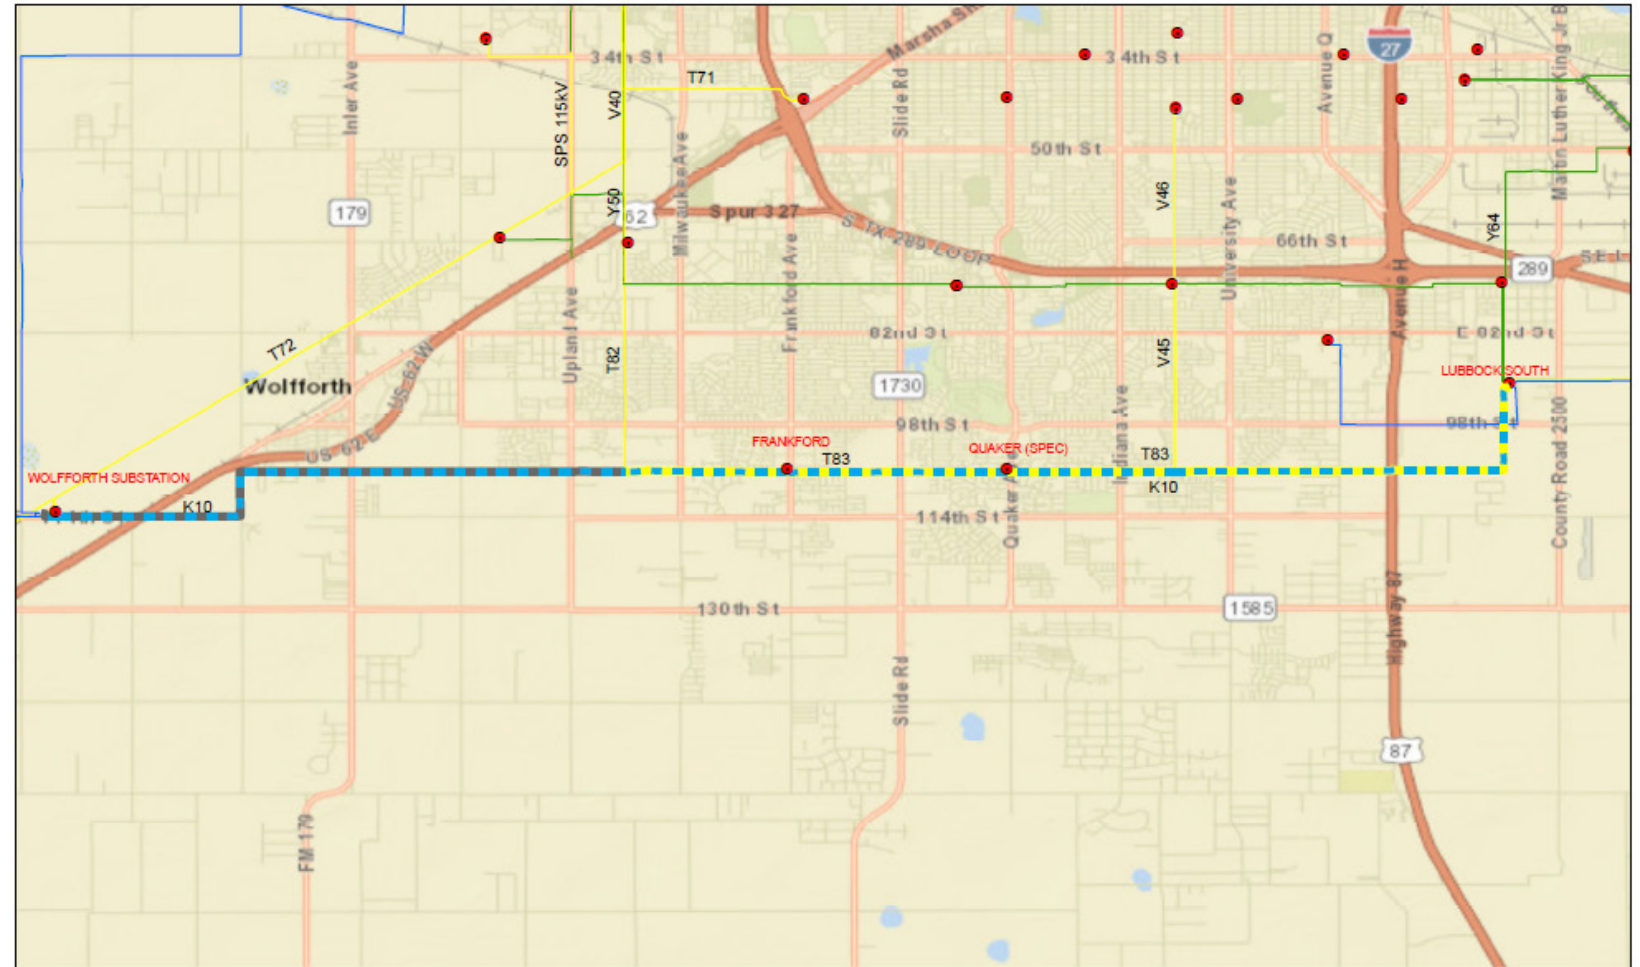 Marsha Sh
27
34th St
34th St
T71
Inler Ave
SPS 115kV
V40
Slide Rd
Avenue Q
Martin Luther King Jr B
50th St
Milwaukee Ave
V46
179
Y50
62
Spur 327
S TX-289 LOOP
University Ave
66th St
Y64
SE L
289
Frankford Ave
Upland Ave
Avenue H
82nd St
E 82nd St
T72
T82
V45
US-62 W
Wolfforth
1730
LUBBOCK SOUTH
Indiana Ave
98th St
98th St
County Road 2500
US-62 E
FRANKFORD
QUAKER (SPEC)
T83
T83
WOLFFORTH SUBSTATION
K10
K10
114th St
Quaker Ave
130th St
1585
Highway 87
Slide Rd
87
FM 179